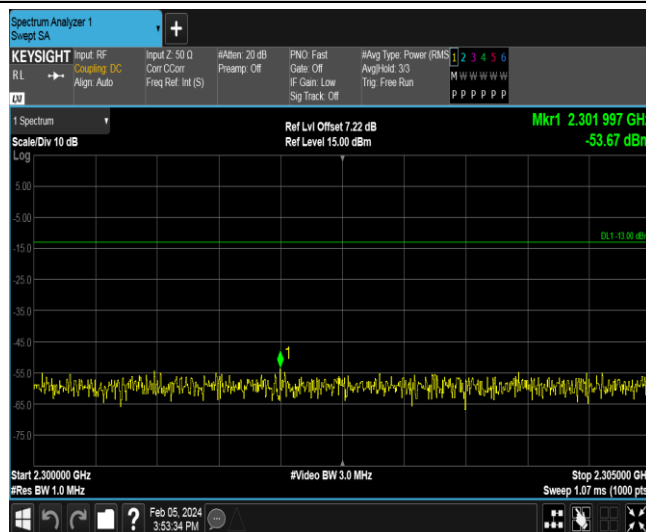 Spectrum Analyzer 1
Swept SA
+
KEYSIGHT
RL
LXI
Input: RF
Coupling: DC
Align: Auto
Input Z: 50 Ω
Corr CCorr
Freq Ref: Int (S)
#Atten: 20 dB
Preamp: Off
PNO: Fast
Gate: Off
IF Gain: Low
Sig Track: Off
#Avg Type: Power (RMS
Avg|Hold: 3/3
Trig: Free Run
1 2 3 4 5 6
M W W W W W
P P P P P P
1 Spectrum
Scale/Div 10 dB
Ref Lvl Offset 7.22 dB
Ref Level 15.00 dBm
Mkr1 2.301 997 GHz
-53.67 dBm
Log
5.00
-5.00
-15.0
-25.0
-35.0
-45.0
-55.0
-65.0
-75.0
DL1 -13.00 dBm
1
Start 2.300000 GHz
#Res BW 1.0 MHz
#Video BW 3.0 MHz
Stop 2.305000 GHz
Sweep 1.07 ms (1000 pts
?
Feb 05, 2024
3:53:34 PM